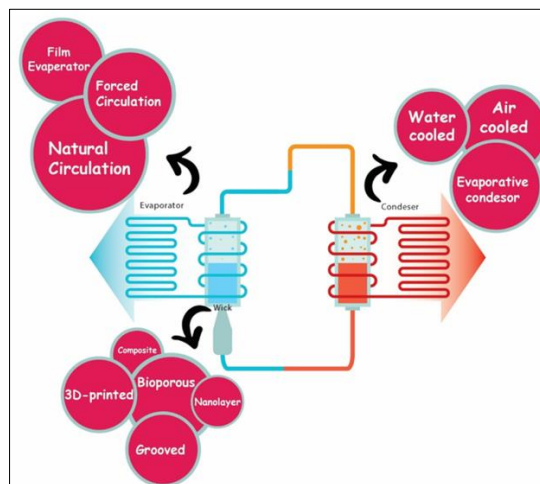 Film
Evaperator
Forced
Circulation
Natural
Circulation
Water
cooled
Air
cooled
Evaporative
condesor
Evaporator
Condeser
Wick
Composite
3D-printed
Bioporous
Nanolayer
Grooved